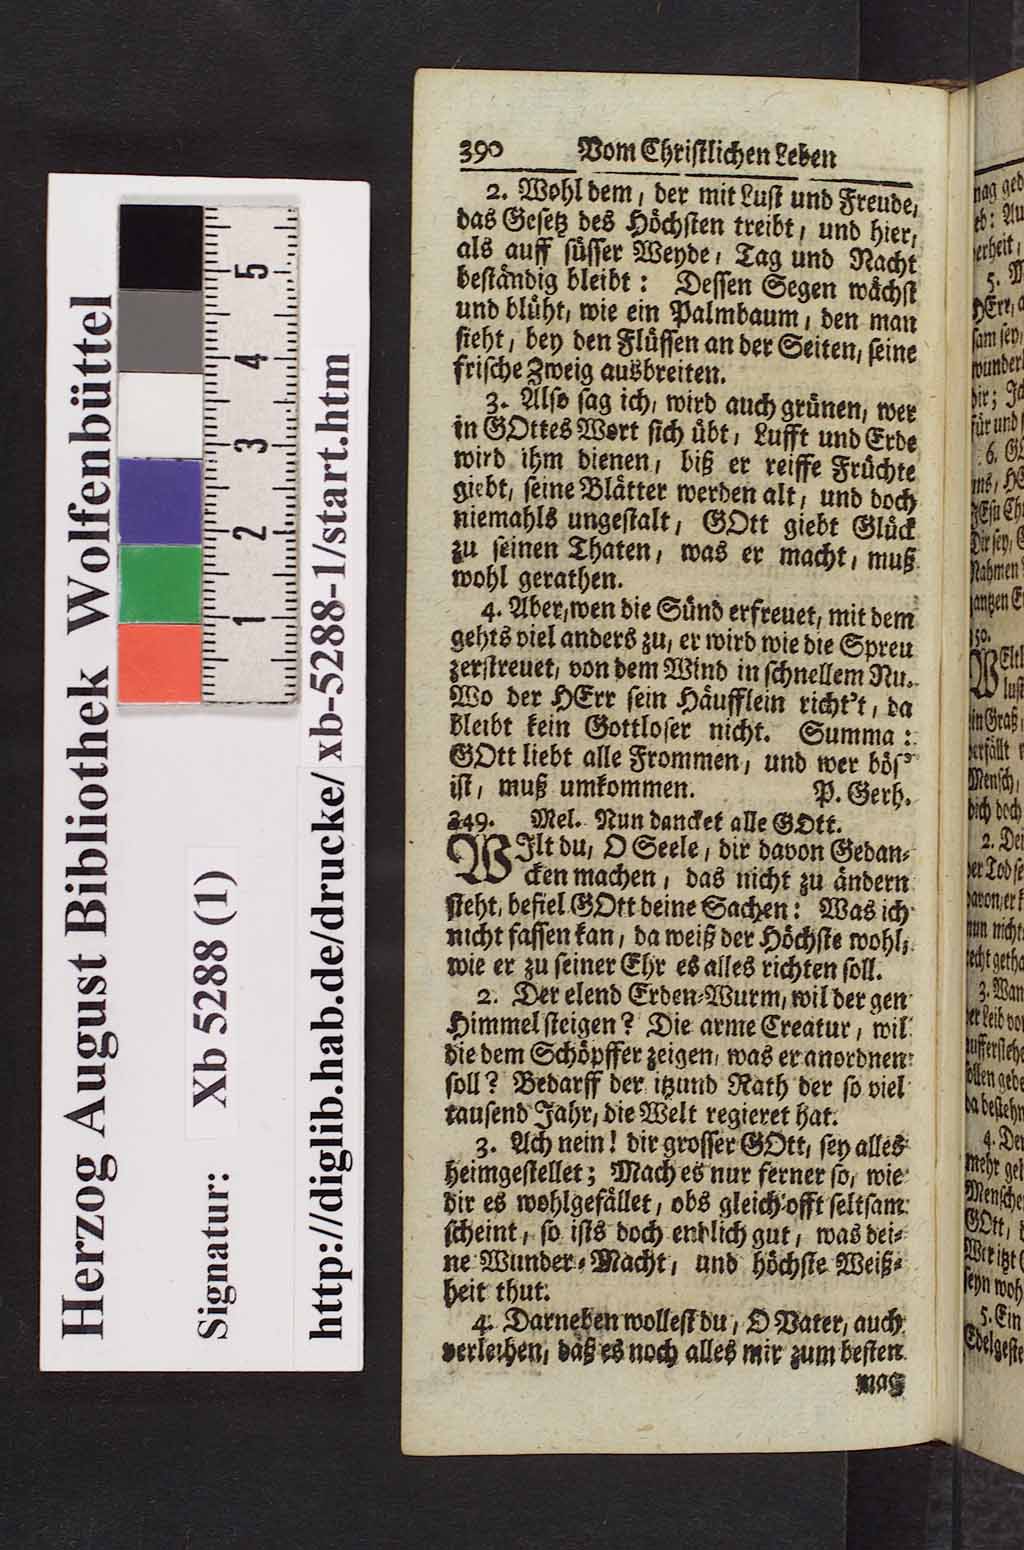 390 Vom Christlichen Leben
2. Wohl dem, der mit Lust und Freude,
das Gesetz des Höchsten treibt, und hier,
als auff süsser Weyde, Tag und Nacht
beständig bleibt: Dessen Segen wächst
und blüht, wie ein Palmbaum, den man
sieht, bey den Flüssen an der Seiten, seine
frische Zweig ausbreiten.
3. Also sag ich, wird auch grünen, wer
in GOttes Wort sich übt, Lufft und Erde
wird ihm dienen, biß er reiffe Früchte
giebt, seine Blätter werden alt, und doch
niemahls ungestalt, GOtt giebt Glück
zu seinen Thaten, was er macht, muß
wohl gerathen.
4. Aber, wen die Sünd erfreuet, mit dem
gehts viel anders zu, er wird wie die Spreu
zerstreuet, von dem Wind in schnellem Nu.
Wo der HErr sein Häufflein richt't, da
bleibt kein Gottloser nicht. Summa:
GOtt liebt alle Frommen, und wer bös'
ist, muß umkommen. P. Gerh.
349. Mel. Nun dancket alle GOtt.
WIlt du, O Seele, dir davon Gedan-
cken machen, das nicht zu ändern
steht, befiel GOtt deine Sachen: Was ich
nicht fassen kan, da weiß der Höchste wohl,
wie er zu seiner Ehr es alles richten soll.
2. Der elend Erden-Wurm, wil der gen
Himmel steigen? Die arme Creatur, wil
die dem Schöpffer zeigen, was er anordnen
soll? Bedarff der itzund Rath der so viel
tausend Jahr, die Welt regieret hat.
3. Ach nein! dir grosser GOtt, sey alles
heimgestellet; Mach es nur ferner so, wie
dir es wohlgefället, obs gleich offt seltsam
scheint, so ists doch endlich gut, was dei-
ne Wunder-Macht, und höchste Weiß-
heit thut.
4. Darneben wollest du, O Vater, auch
verleihen, daß es noch alles mir zum besten
mag
Herzog August Bibliothek Wolfenbüttel
Signatur: Xb 5288 (1)
http://diglib.hab.de/drucke/xb-5288-1/start.htm
1 2 3 4 5